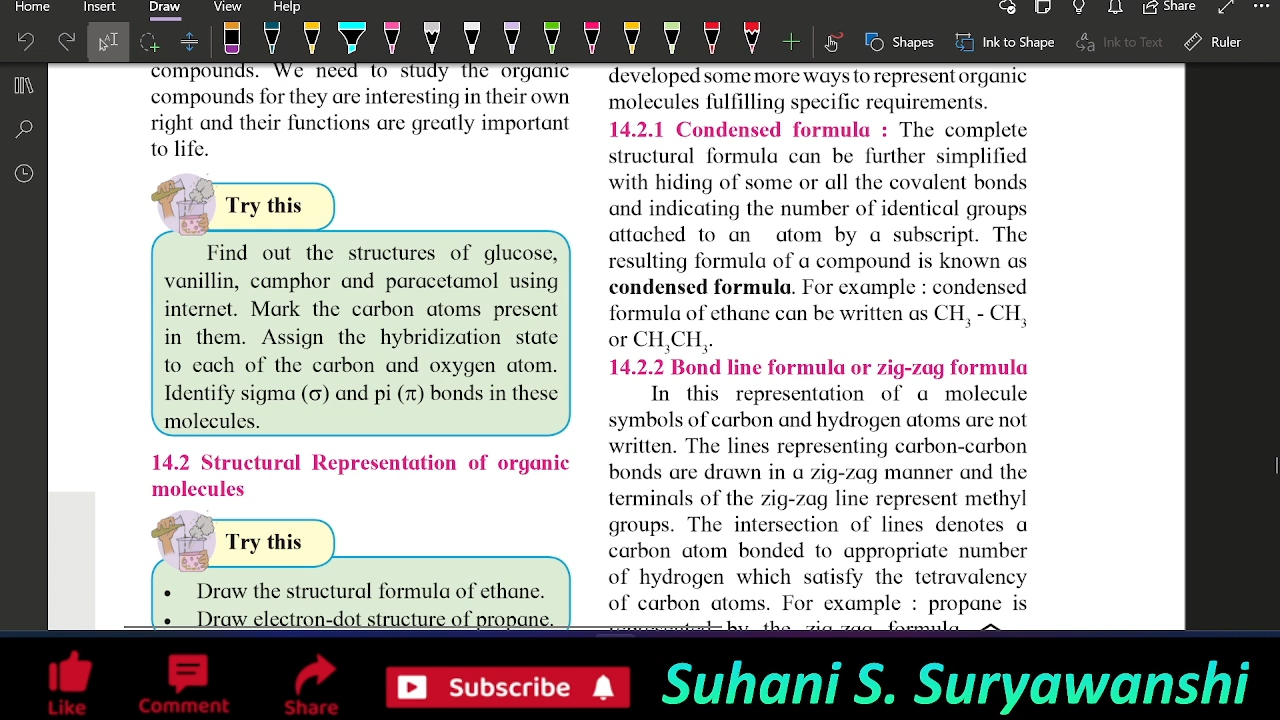 Home Insert Draw View Help Share
Shapes Ink to Shape Ink to Text Ruler
compounds. We need to study the organic
compounds for they are interesting in their own
right and their functions are greatly important
to life.
Try this
Find out the structures of glucose,
vanillin, camphor and paracetamol using
internet. Mark the carbon atoms present
in them. Assign the hybridization state
to each of the carbon and oxygen atom.
Identify sigma (σ) and pi (π) bonds in these
molecules.
14.2 Structural Representation of organic
molecules
Try this
• Draw the structural formula of ethane.
• Draw electron-dot structure of propane.
developed some more ways to represent organic
molecules fulfilling specific requirements.
14.2.1 Condensed formula : The complete
structural formula can be further simplified
with hiding of some or all the covalent bonds
and indicating the number of identical groups
attached to an atom by a subscript. The
resulting formula of a compound is known as
condensed formula. For example : condensed
formula of ethane can be written as CH₃ - CH₃
or CH₃CH₃.
14.2.2 Bond line formula or zig-zag formula
In this representation of a molecule
symbols of carbon and hydrogen atoms are not
written. The lines representing carbon-carbon
bonds are drawn in a zig-zag manner and the
terminals of the zig-zag line represent methyl
groups. The intersection of lines denotes a
carbon atom bonded to appropriate number
of hydrogen which satisfy the tetravalency
of carbon atoms. For example : propane is
by the zig-zag formula
Like Comment Share Subscribe Suhani S. Suryawanshi